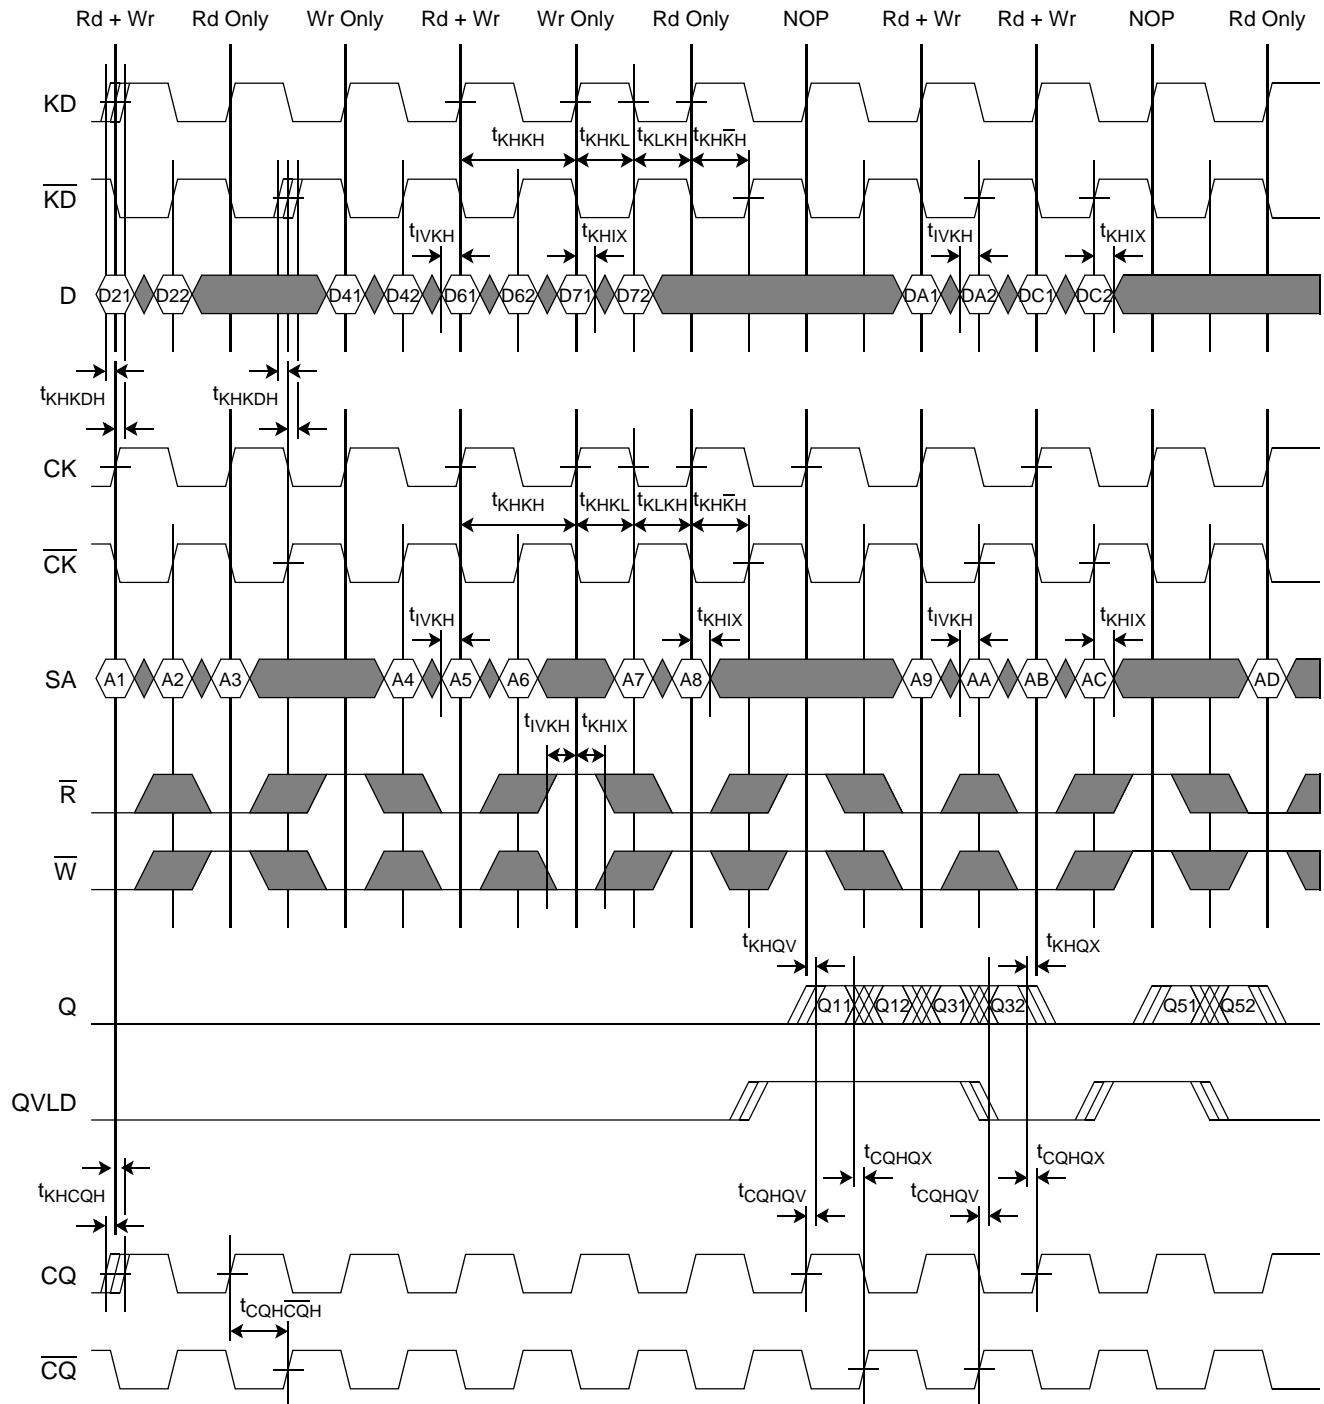 Rd + Wr Rd Only Wr Only Rd + Wr Wr Only Rd Only NOP Rd + Wr Rd + Wr NOP Rd Only
KD
tKHKH tKHKL tKLKH tKHK̅H
K̅D̅
tIVKH tKHIX tIVKH tKHIX
D D21 D22 D41 D42 D61 D62 D71 D72 DA1 DA2 DC1 DC2
tKHKDH tKHKDH
CK
tKHKH tKHKL tKLKH tKHK̅H
C̅K̅
tIVKH tKHIX tIVKH tKHIX
SA A1 A2 A3 A4 A5 A6 A7 A8 A9 AA AB AC AD
tIVKH tKHIX
R̅
W̅
tKHQV tKHQX
Q Q11 Q12 Q31 Q32 Q51 Q52
QVLD
tCQHQX tCQHQX
tKHCQH tCQHQV tCQHQV
CQ
tCQHC̅Q̅H
C̅Q̅